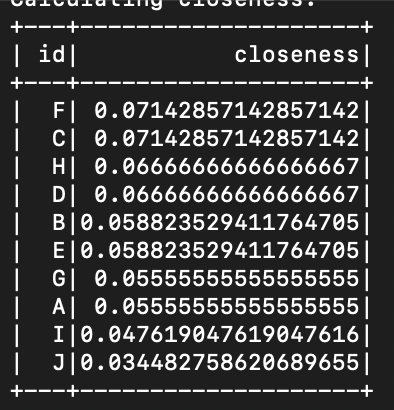 Calculating closeness.
+---+--------------------+
| id|           closeness|
+---+--------------------+
|  F| 0.07142857142857142|
|  C| 0.07142857142857142|
|  H| 0.06666666666666667|
|  D| 0.06666666666666667|
|  B|0.058823529411764705|
|  E|0.058823529411764705|
|  G| 0.05555555555555555|
|  A| 0.05555555555555555|
|  I|0.047619047619047616|
|  J|0.034482758620689655|
+---+--------------------+